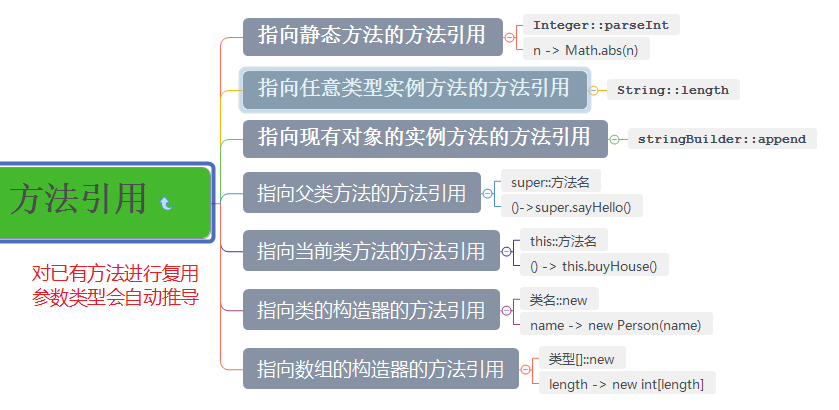 指向静态方法的方法引用
Integer::parseInt
n -> Math.abs(n)
指向任意类型实例方法的方法引用
String::length
指向现有对象的实例方法的方法引用
stringBuilder::append
方法引用
对已有方法进行复用
参数类型会自动推导
指向父类方法的方法引用
super::方法名
()->super.sayHello()
指向当前类方法的方法引用
this::方法名
() -> this.buyHouse()
指向类的构造器的方法引用
类名::new
name -> new Person(name)
指向数组的构造器的方法引用
类型[]::new
length -> new int[length]